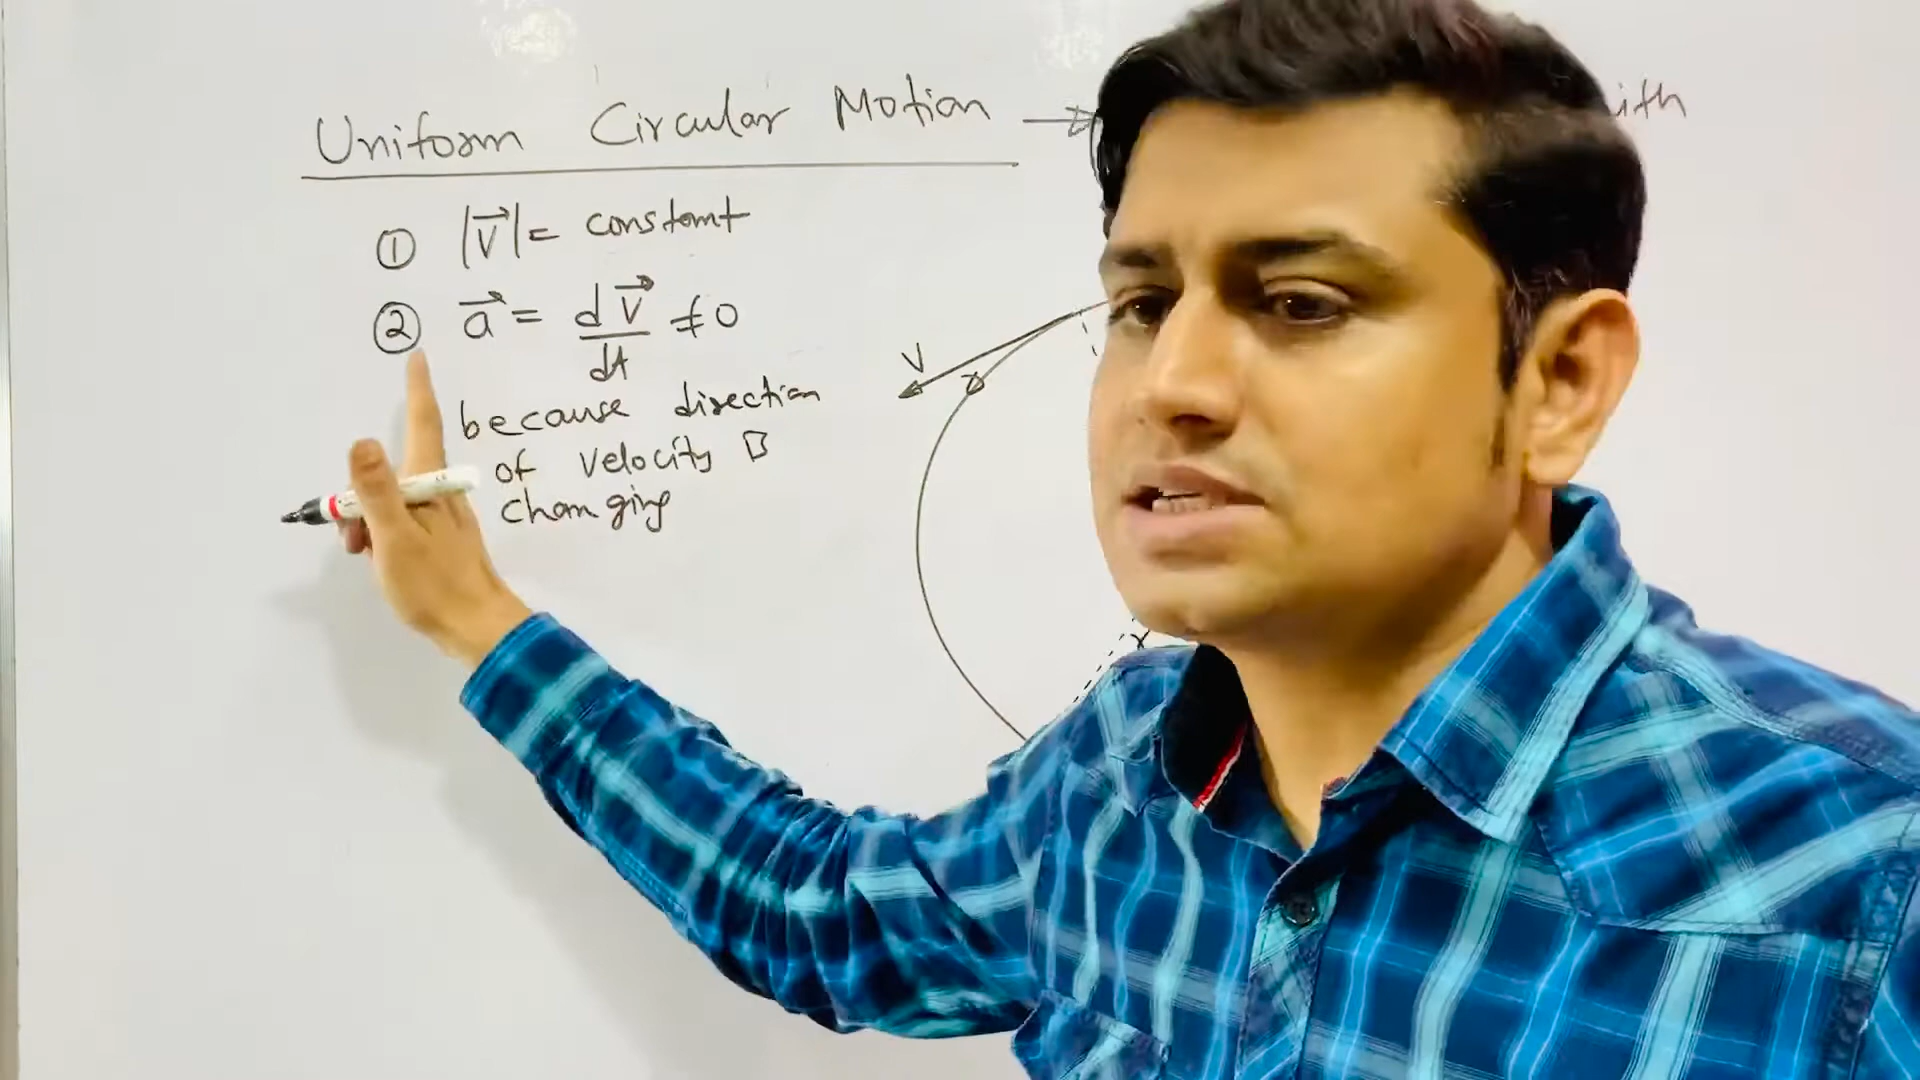 Uniform Circular Motion →
① |v⃗| = constant
② a⃗ = dv⃗/dt ≠ 0
because direction
of velocity is
changing
V
r